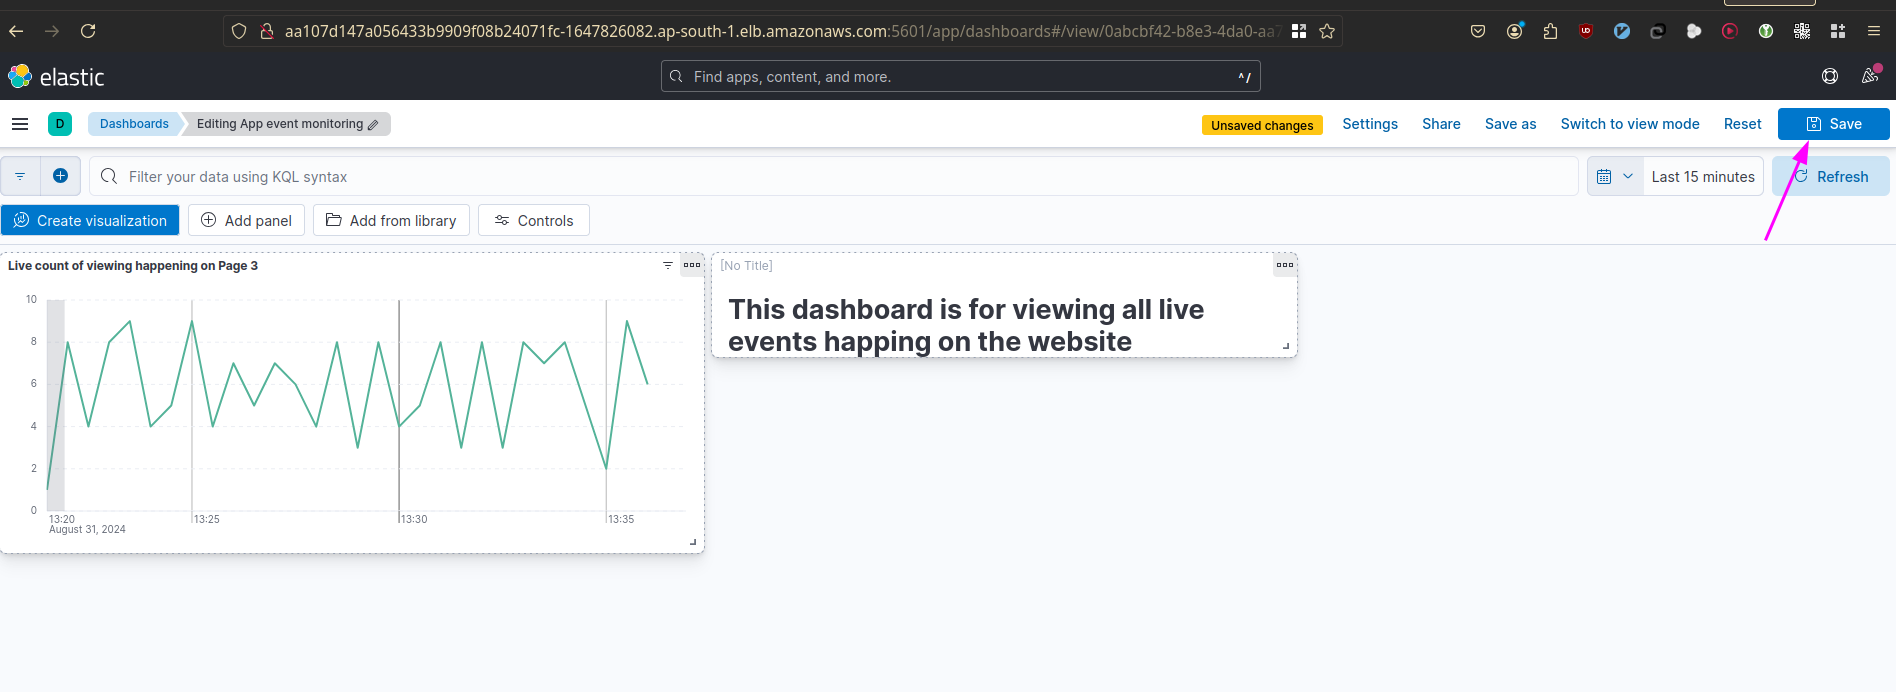 aa107d147a056433b9909f08b24071fc-1647826082.ap-south-1.elb.amazonaws.com:5601/app/dashboards#/view/0abcbf42-b8e3-4da0-aa7
elastic
Find apps, content, and more.
^/
D
Dashboards
Editing App event monitoring
Unsaved changes
Settings
Share
Save as
Switch to view mode
Reset
Save
Filter your data using KQL syntax
Last 15 minutes
Refresh
Create visualization
Add panel
Add from library
Controls
Live count of viewing happening on Page 3
10
8
6
4
2
0
13:20
August 31, 2024
13:25
13:30
13:35
[No Title]
This dashboard is for viewing all live
events happing on the website